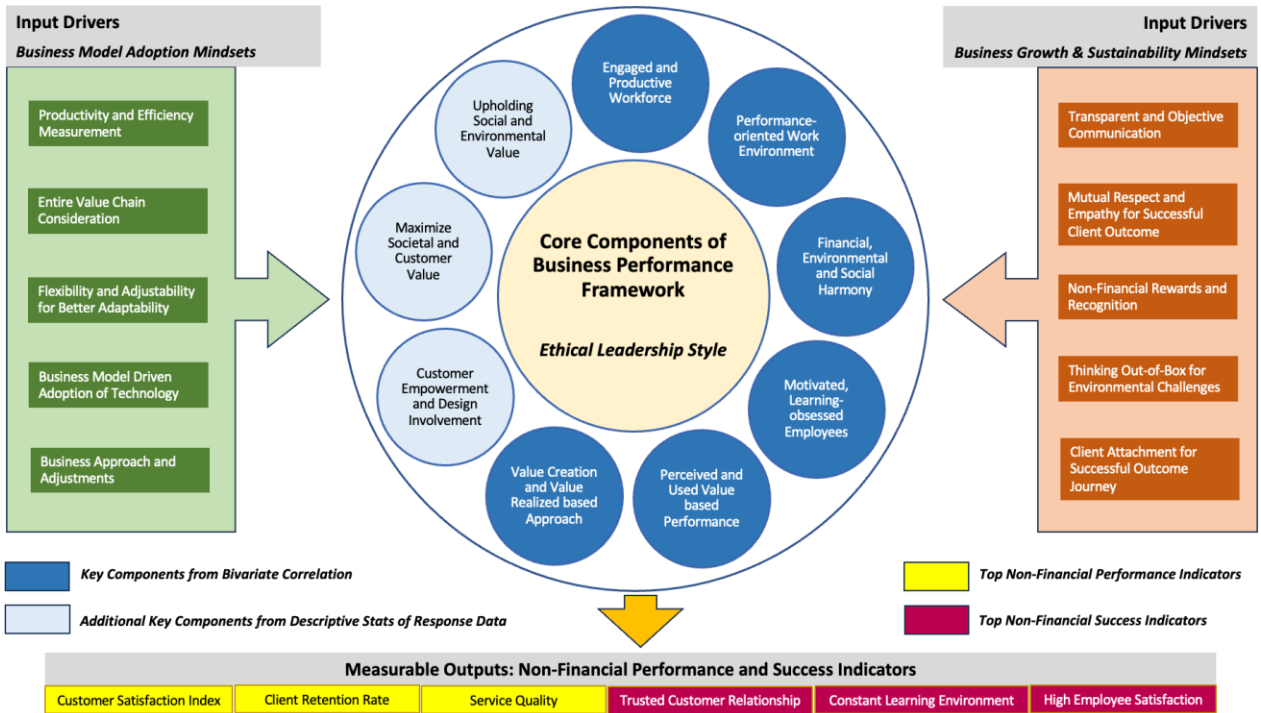 Input Drivers
Business Model Adoption Mindsets
Productivity and Efficiency
Measurement
Entire Value Chain
Consideration
Flexibility and Adjustability
for Better Adaptability
Business Model Driven
Adoption of Technology
Business Approach and
Adjustments
Engaged and
Productive
Workforce
Performance-
oriented Work
Environment
Financial,
Environmental
and Social
Harmony
Motivated,
Learning-
obsessed
Employees
Perceived and
Used Value
based
Performance
Value Creation
and Value
Realized based
Approach
Customer
Empowerment
and Design
Involvement
Maximize
Societal and
Customer
Value
Upholding
Social and
Environmental
Value
Core Components of
Business Performance
Framework
Ethical Leadership Style
Input Drivers
Business Growth & Sustainability Mindsets
Transparent and Objective
Communication
Mutual Respect and
Empathy for Successful
Client Outcome
Non-Financial Rewards and
Recognition
Thinking Out-of-Box for
Environmental Challenges
Client Attachment for
Successful Outcome
Journey
Key Components from Bivariate Correlation
Additional Key Components from Descriptive Stats of Response Data
Top Non-Financial Performance Indicators
Top Non-Financial Success Indicators
Measurable Outputs: Non-Financial Performance and Success Indicators
Customer Satisfaction Index
Client Retention Rate
Service Quality
Trusted Customer Relationship
Constant Learning Environment
High Employee Satisfaction